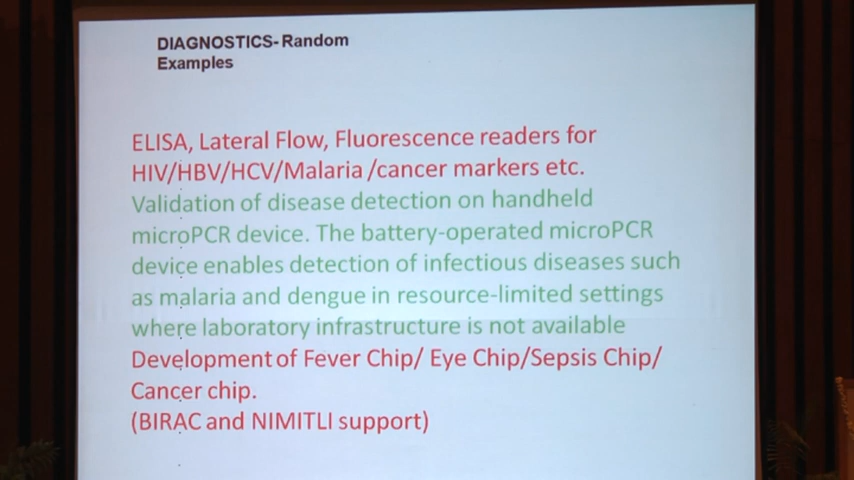 DIAGNOSTICS- Random
Examples
ELISA, Lateral Flow, Fluorescence readers for
HIV/HBV/HCV/Malaria /cancer markers etc.
Validation of disease detection on handheld
microPCR device. The battery-operated microPCR
device enables detection of infectious diseases such
as malaria and dengue in resource-limited settings
where laboratory infrastructure is not available
Development of Fever Chip/ Eye Chip/Sepsis Chip/
Cancer chip.
(BIRAC and NIMITLI support)